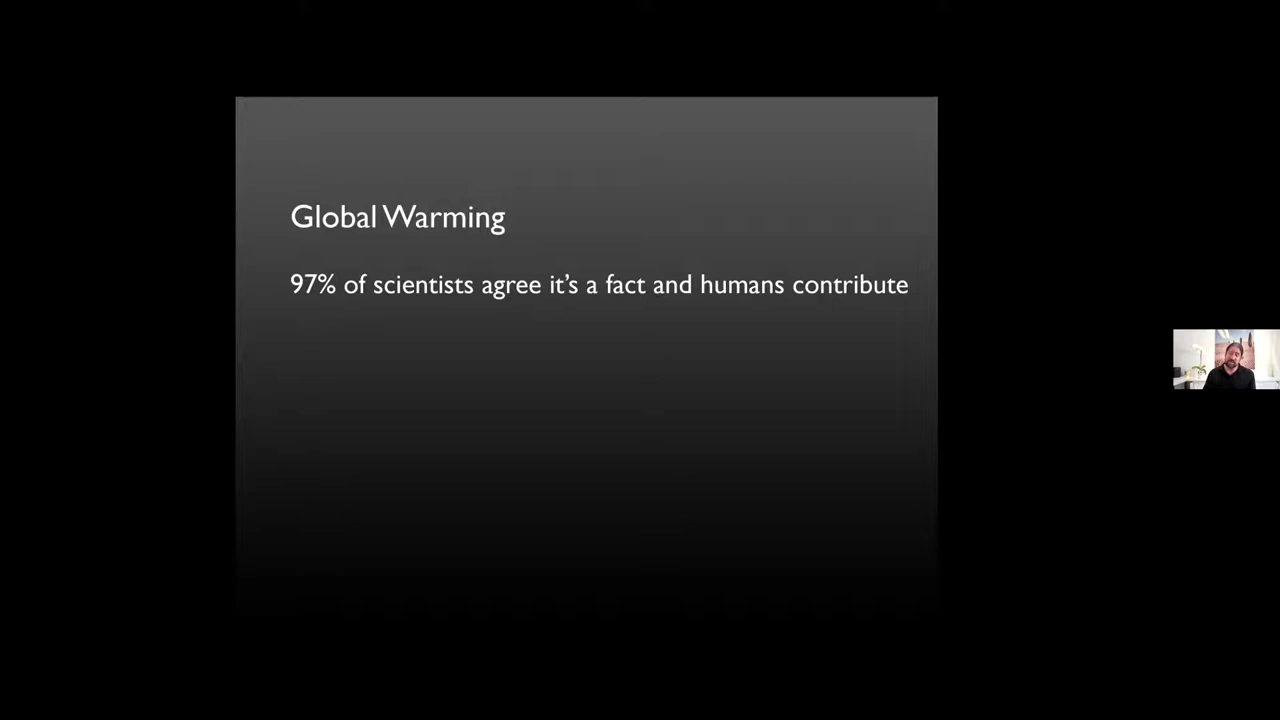 Global Warming
97% of scientists agree it’s a fact and humans contribute